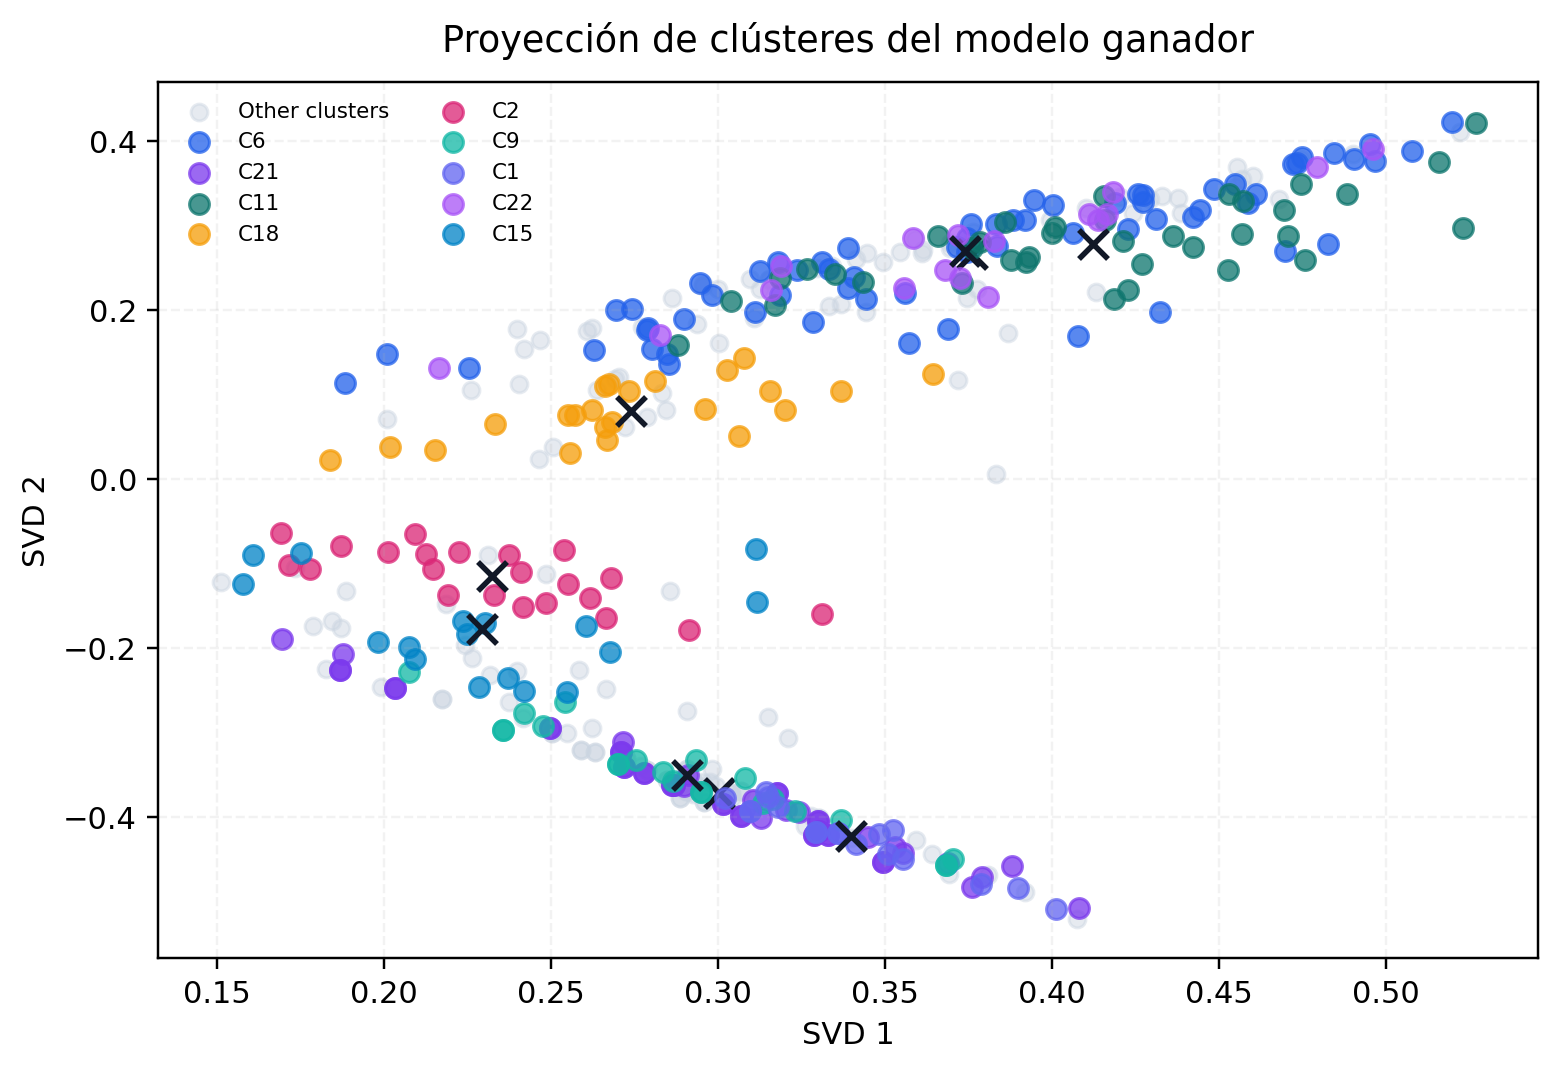 Proyección de clústeres del modelo ganador
Other clusters
C6
C21
C11
C18
C2
C9
C1
C22
C15
SVD 2
0.4
0.2
0.0
−0.2
−0.4
0.15 0.20 0.25 0.30 0.35 0.40 0.45 0.50
SVD 1